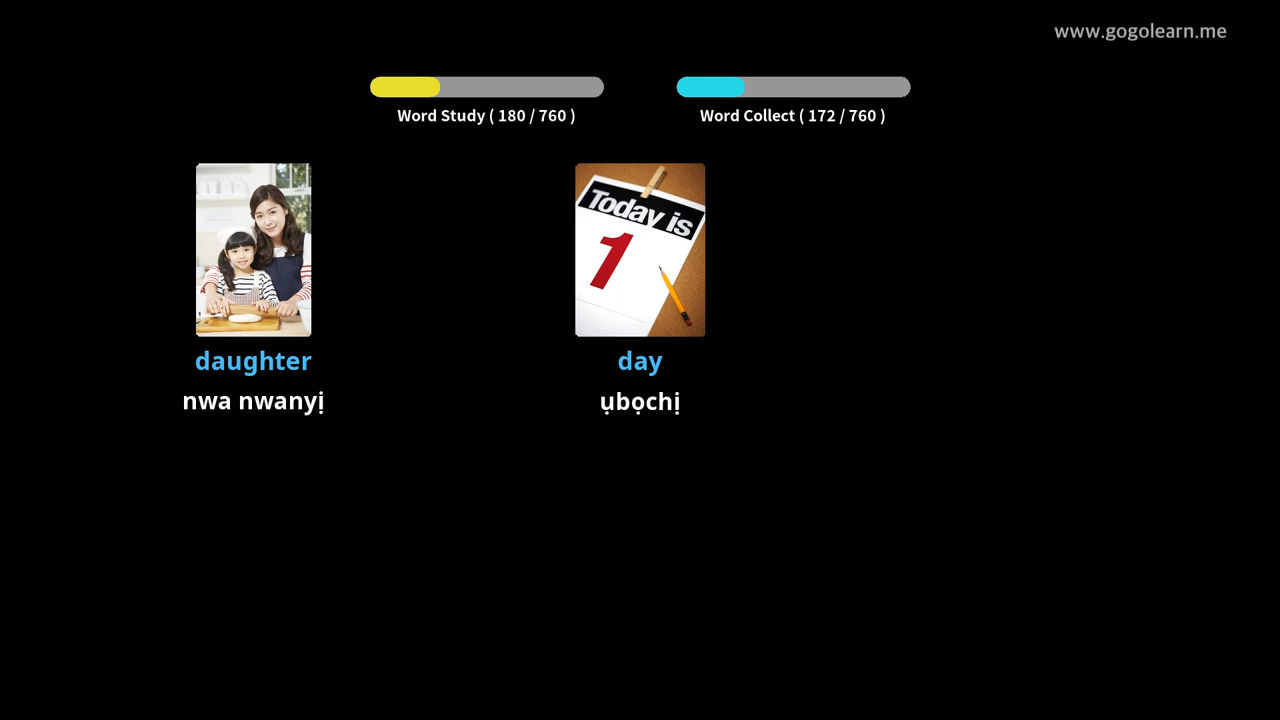 www.gogolearn.me
Word Study ( 180 / 760 )
Word Collect ( 172 / 760 )
Today is
1
daughter
day
nwa nwanyị
ụbọchị